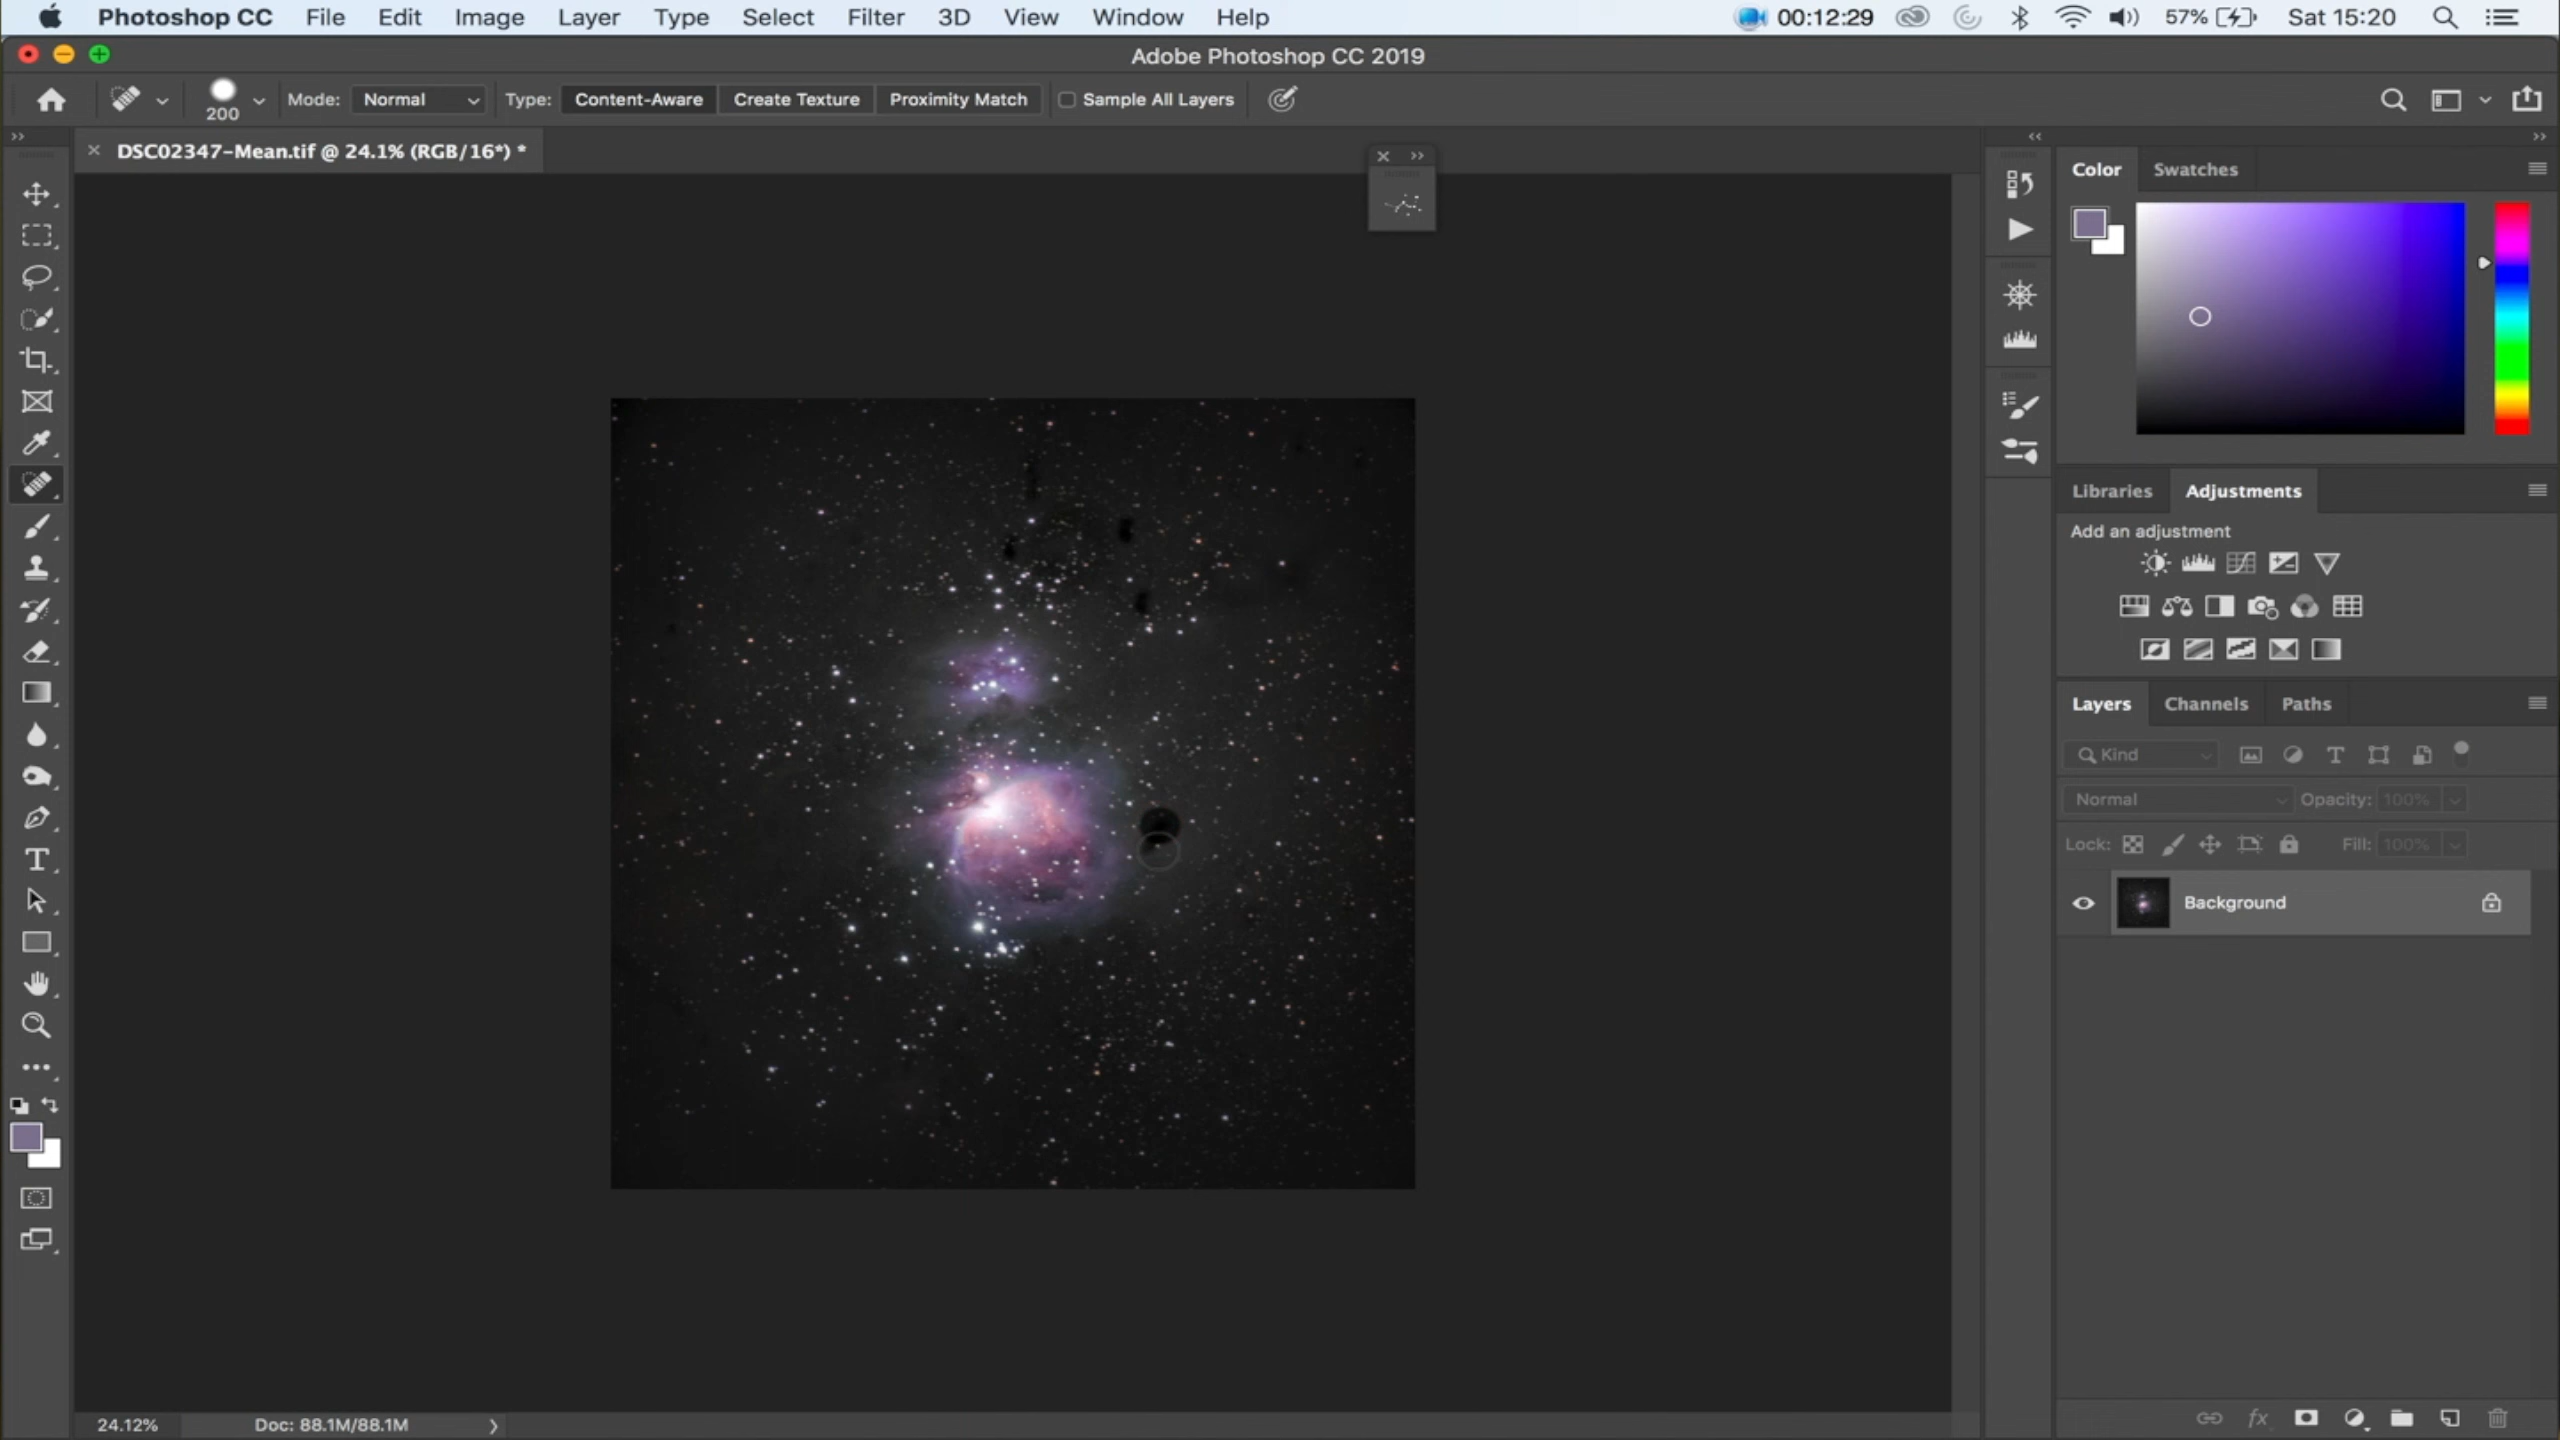 Photoshop CC File Edit Image Layer Type Select Filter 3D View Window Help 00:12:29 57% Sat 15:20
Adobe Photoshop CC 2019
200 Mode: Normal Type: Content-Aware Create Texture Proximity Match Sample All Layers
DSC02347-Mean.tif @ 24.1% (RGB/16*) *
Color Swatches
Libraries Adjustments
Add an adjustment
Layers Channels Paths
Kind
Normal Opacity: 100%
Lock: Fill: 100%
Background
24.12% Doc: 88.1M/88.1M
fx